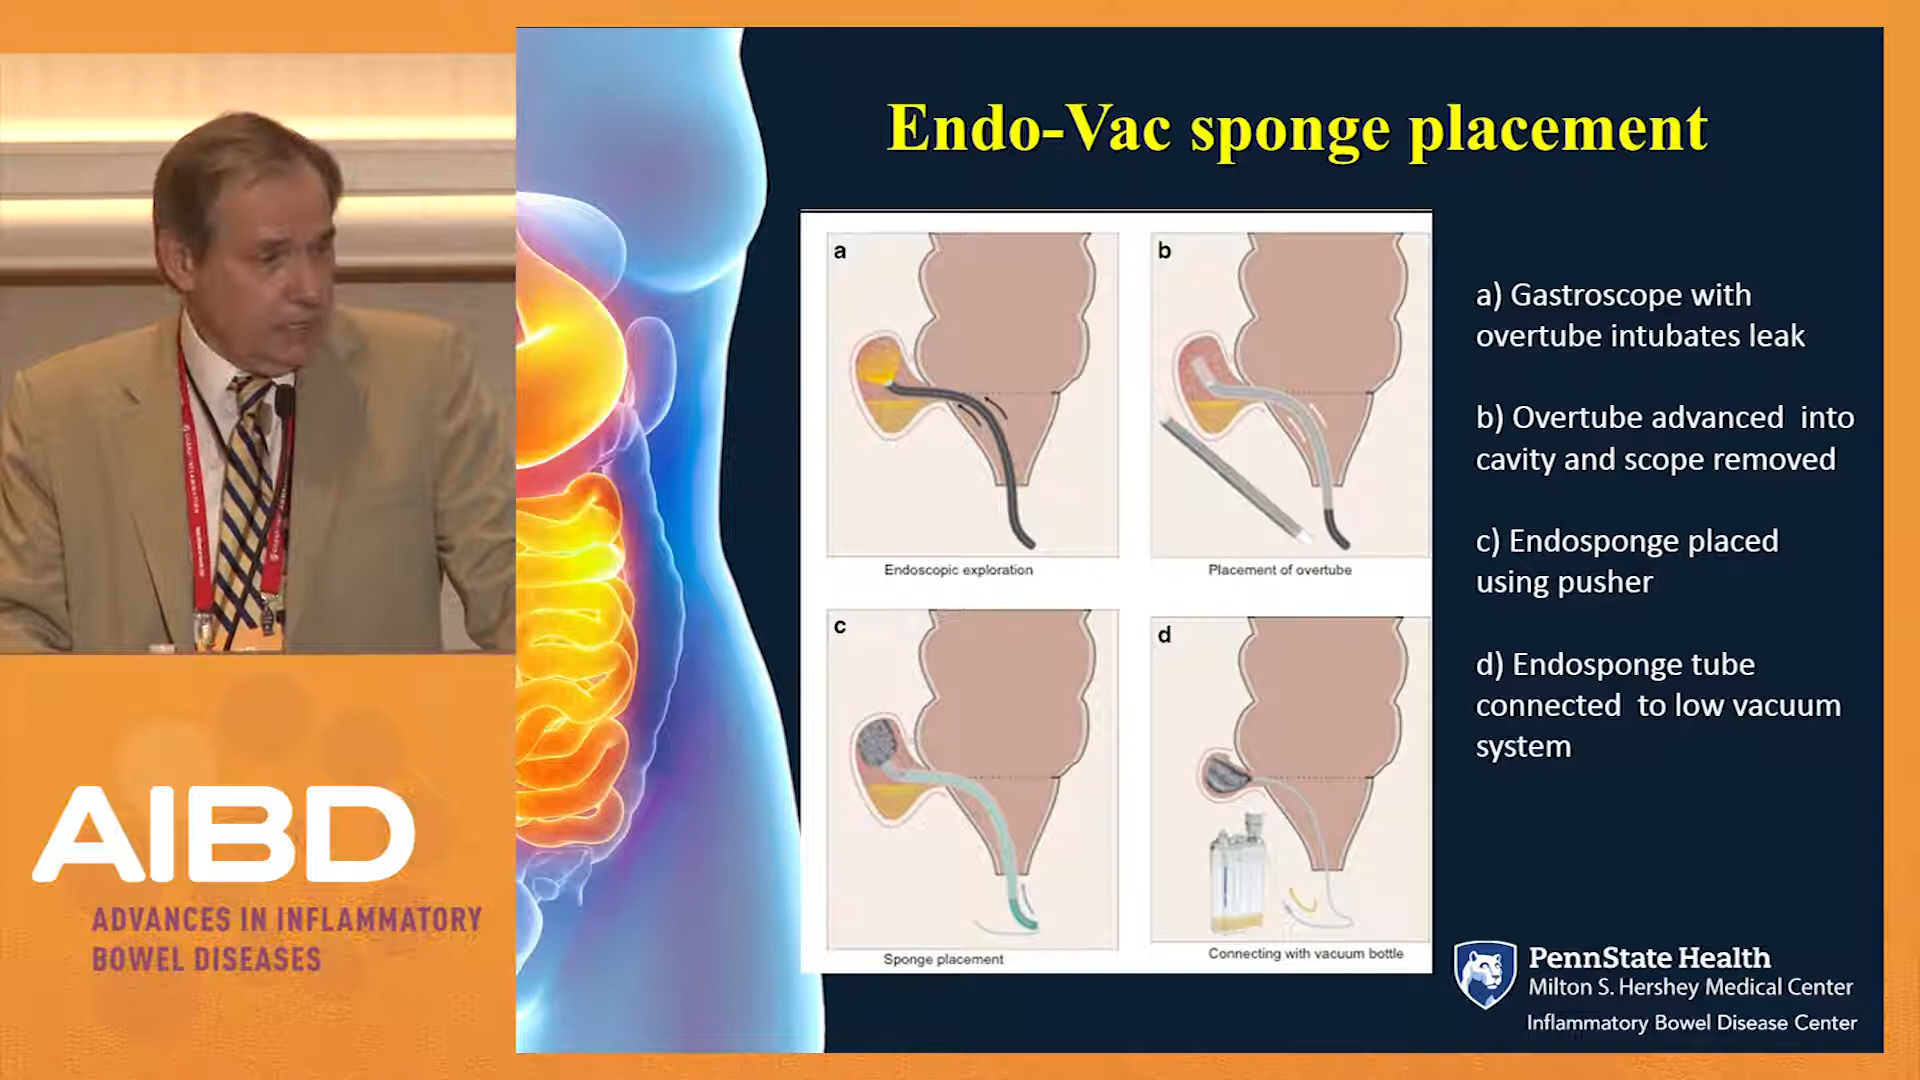 Endo-Vac sponge placement
a
b
Endoscopic exploration
Placement of overtube
c
d
Sponge placement
Connecting with vacuum bottle
a) Gastroscope with
overtube intubates leak
b) Overtube advanced into
cavity and scope removed
c) Endosponge placed
using pusher
d) Endosponge tube
connected to low vacuum
system
PennState Health
Milton S. Hershey Medical Center
Inflammatory Bowel Disease Center
AIBD
ADVANCES IN INFLAMMATORY
BOWEL DISEASES